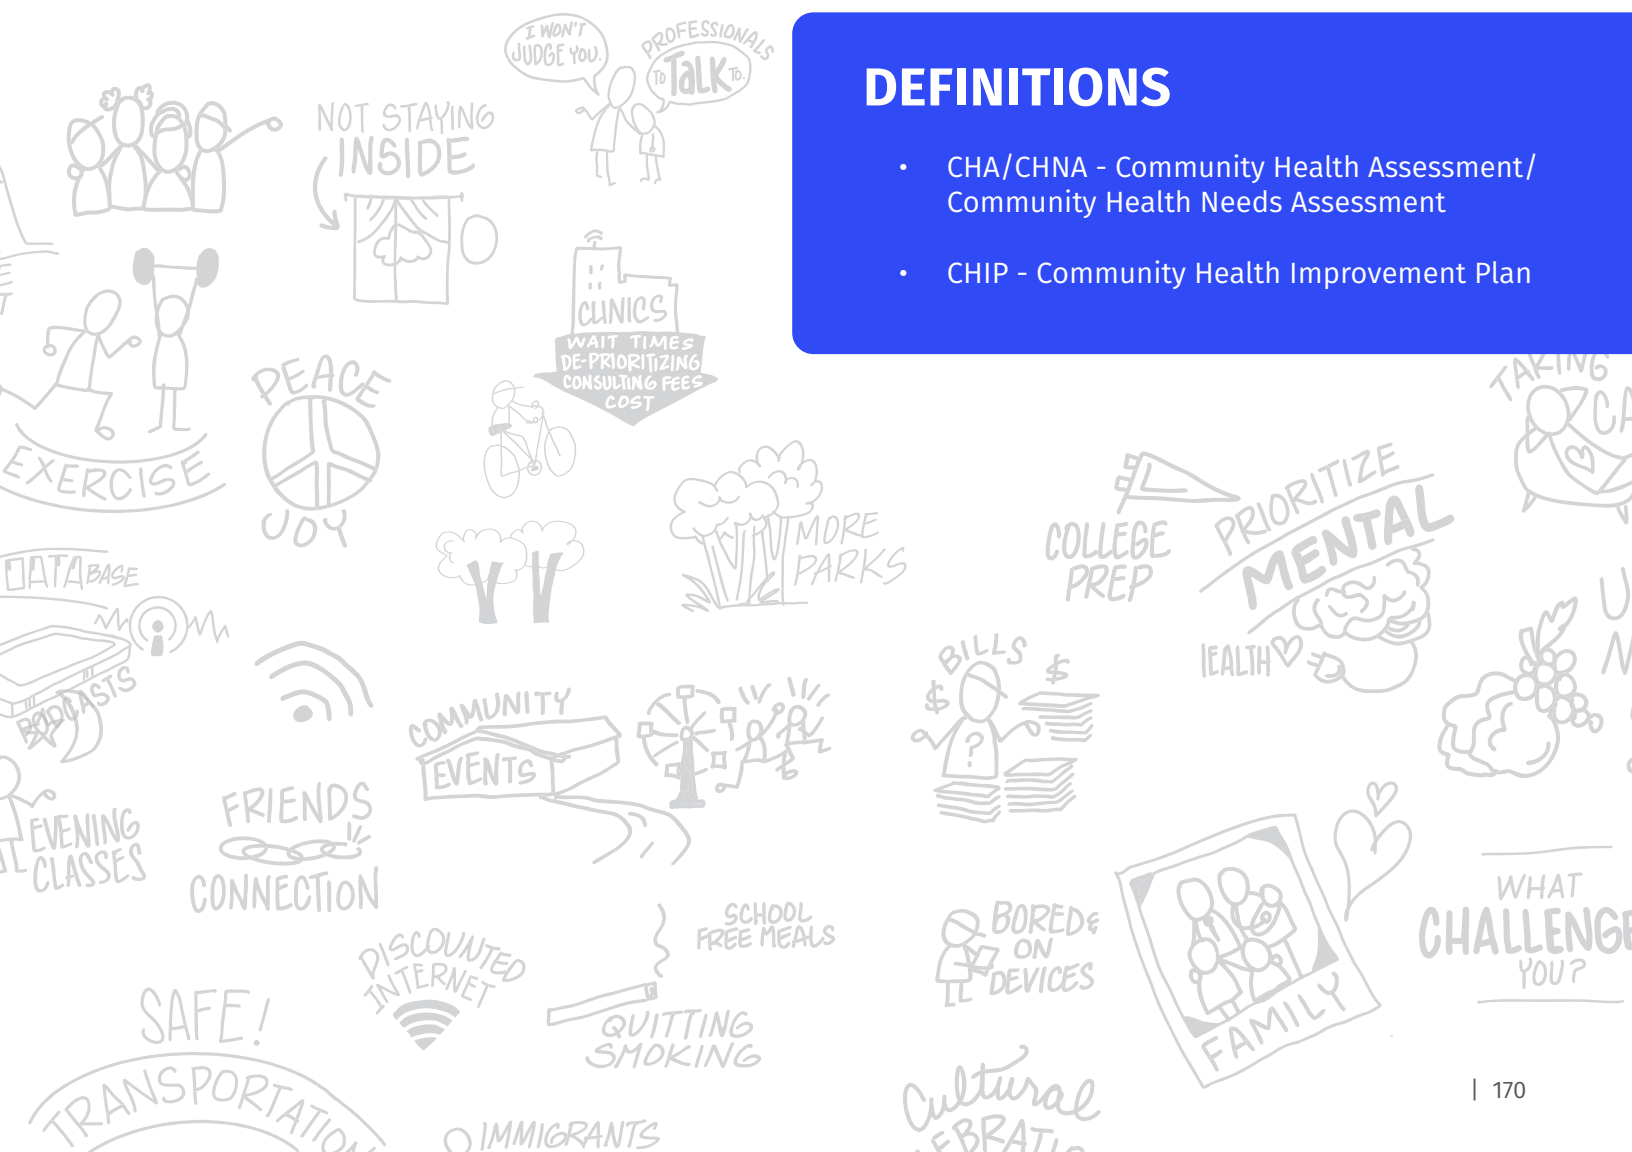 DEFINITIONS
• CHA/CHNA - Community Health Assessment/
Community Health Needs Assessment
• CHIP - Community Health Improvement Plan
I WON'T
JUDGE YOU.
PROFESSIONALS
TO TALK TO.
NOT STAYING
INSIDE
CLINICS
WAIT TIMES
DE-PRIORITIZING
CONSULTING FEES
COST
PEACE
JOY
EXERCISE
TAKING
MORE
PARKS
COLLEGE
PREP
PRIORITIZE
MENTAL
HEALTH
DATABASE
PODCASTS
BILLS
$ $
?
COMMUNITY
EVENTS
FRIENDS
CONNECTION
EVENING
CLASSES
DISCOUNTED
INTERNET
SCHOOL
FREE MEALS
BORED &
ON
DEVICES
FAMILY
WHAT
CHALLENGE
YOU?
SAFE!
TRANSPORTATION
QUITTING
SMOKING
IMMIGRANTS
Cultural
| 170